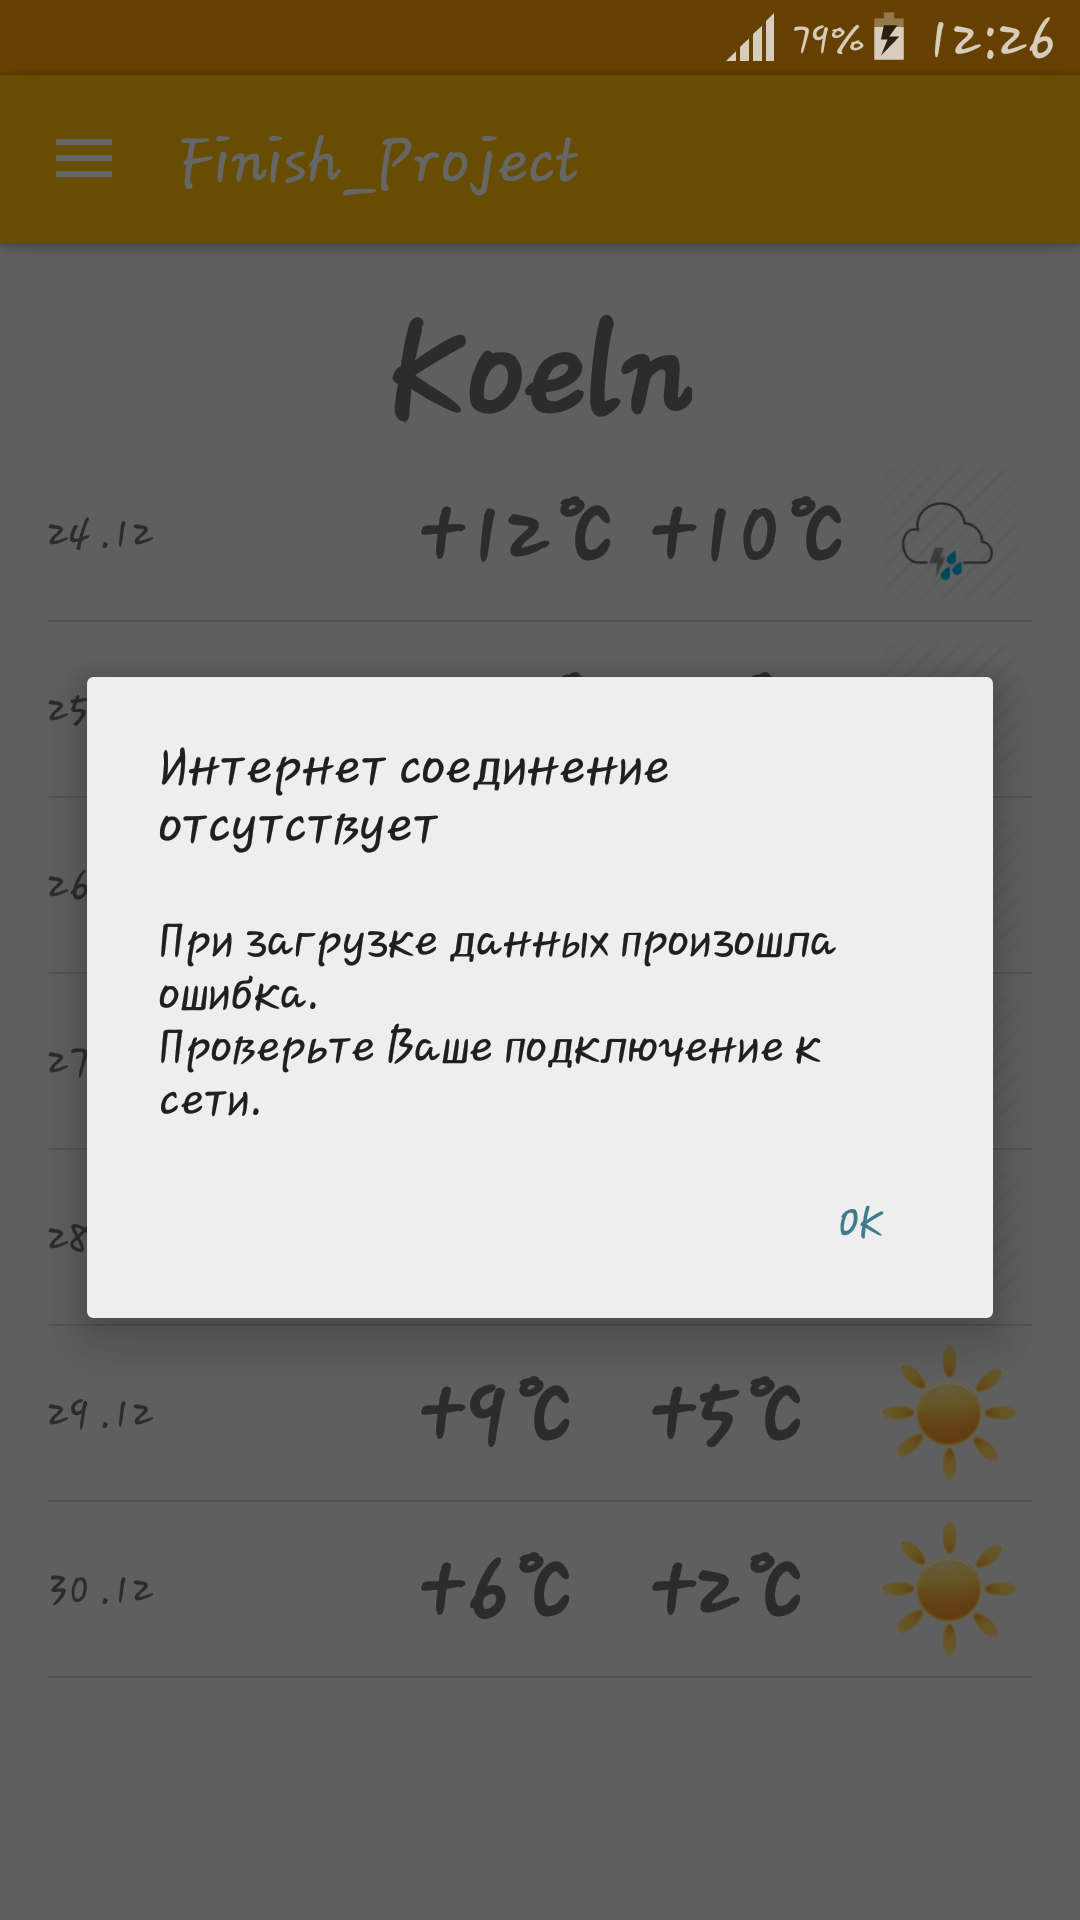 79% 12:26
Finish_Project
Koeln
24.12 +12°C +10°C
25
Интернет соединение
отсутствует
26
При загрузке данных произошла
ошибка.
Проверьте Ваше подключение к
27
сети.
28 OK
29.12 +9°C +5°C
30.12 +6°C +2°C